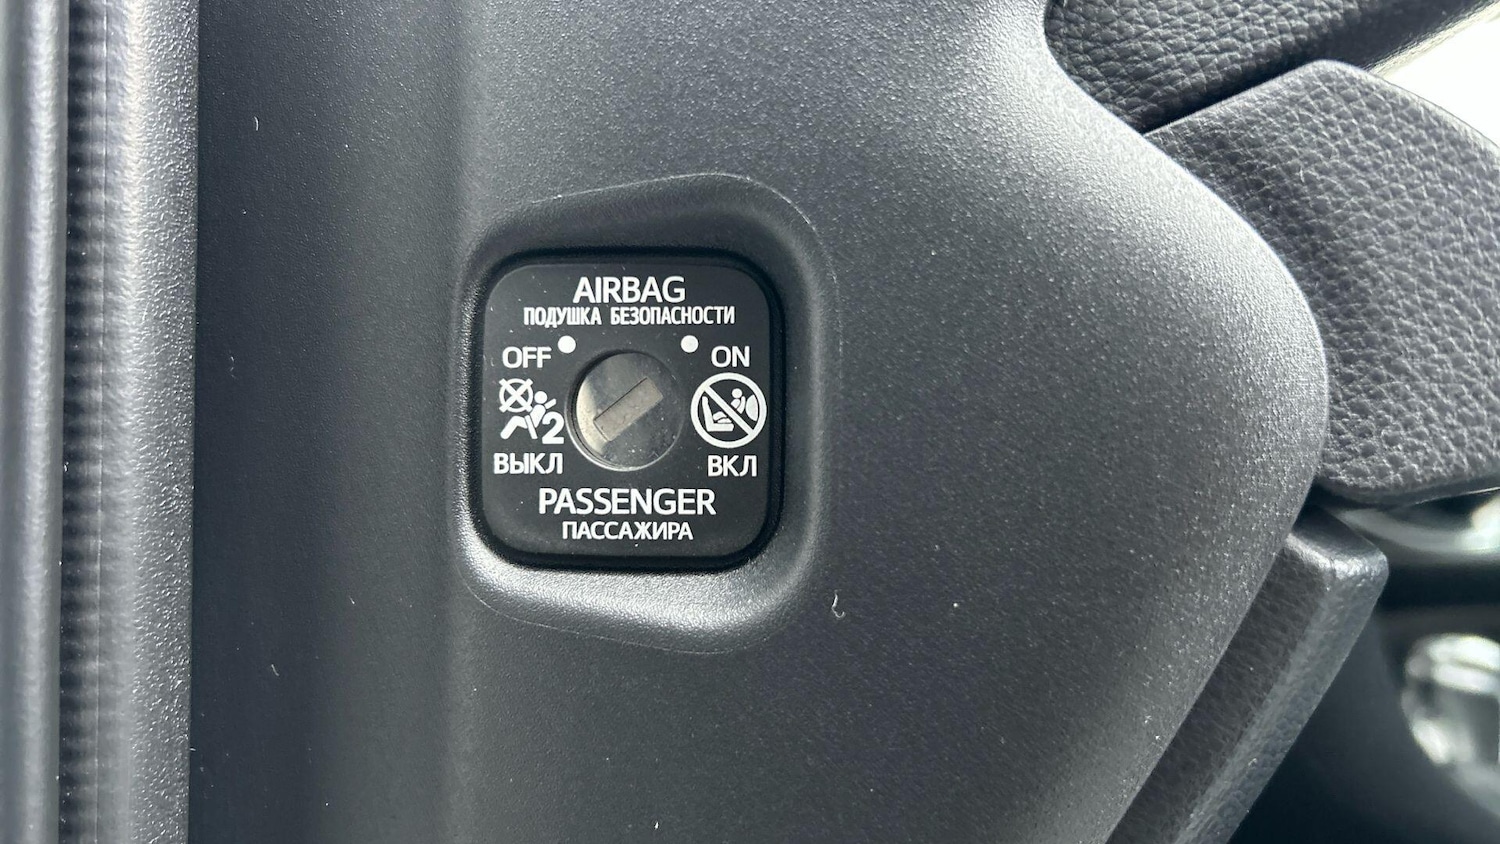 AIRBAG
ПОДУШКА БЕЗОПАСНОСТИ
OFF ON
2
ВЫКЛ ВКЛ
PASSENGER
ПАССАЖИРА